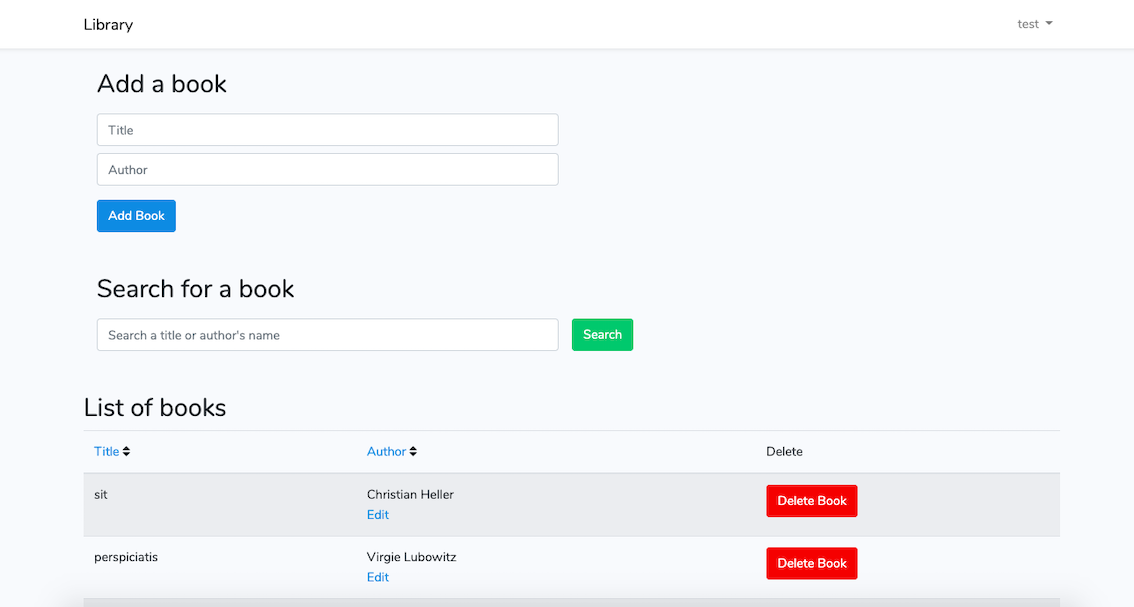 Library
test
Add a book
Title
Author
Add Book
Search for a book
Search a title or author's name
Search
List of books
Title Author Delete
sit Christian Heller Delete Book
Edit
perspiciatis Virgie Lubowitz Delete Book
Edit